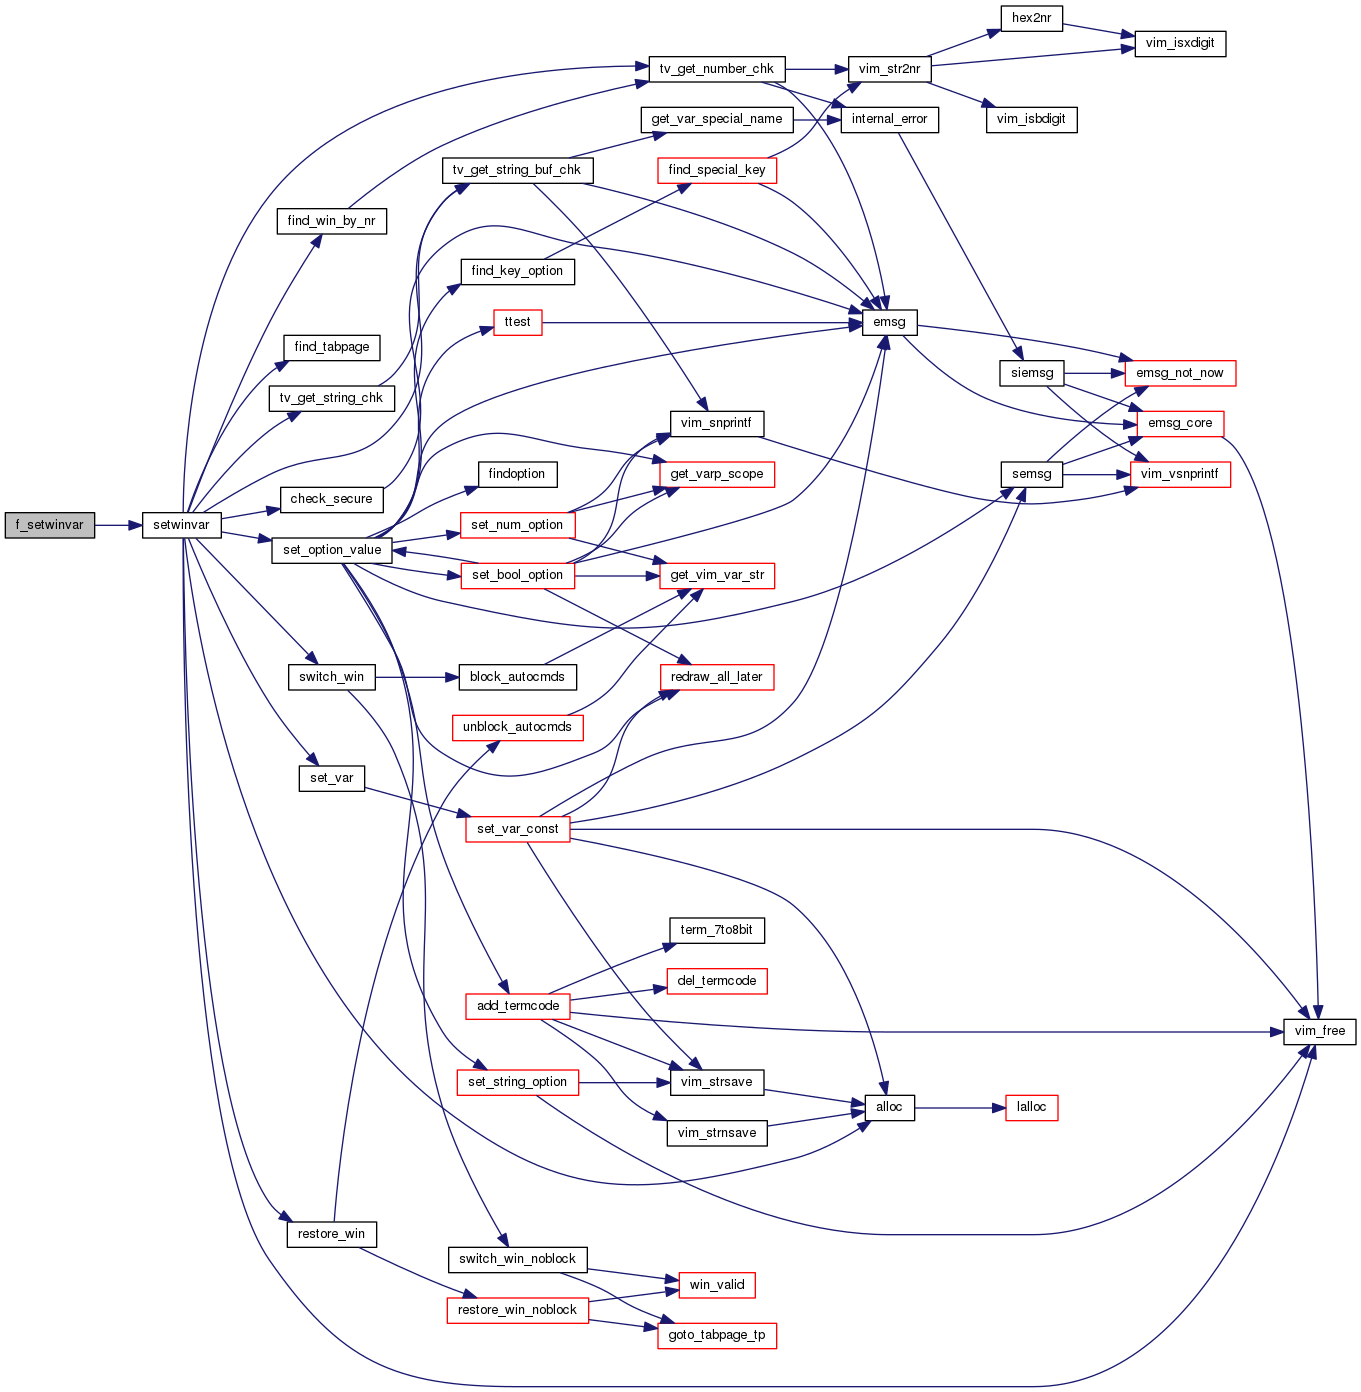 hex2nr
vim_isxdigit
tv_get_number_chk
vim_str2nr
get_var_special_name
internal_error
vim_isbdigit
tv_get_string_buf_chk
find_special_key
find_win_by_nr
find_key_option
ttest
emsg
find_tabpage
siemsg
emsg_not_now
tv_get_string_chk
vim_snprintf
emsg_core
findoption
get_varp_scope
semsg
vim_vsnprintf
check_secure
f_setwinvar
setwinvar
set_num_option
set_option_value
set_bool_option
get_vim_var_str
switch_win
block_autocmds
redraw_all_later
unblock_autocmds
set_var
set_var_const
term_7to8bit
del_termcode
add_termcode
vim_free
set_string_option
vim_strsave
alloc
lalloc
vim_strnsave
restore_win
switch_win_noblock
win_valid
restore_win_noblock
goto_tabpage_tp